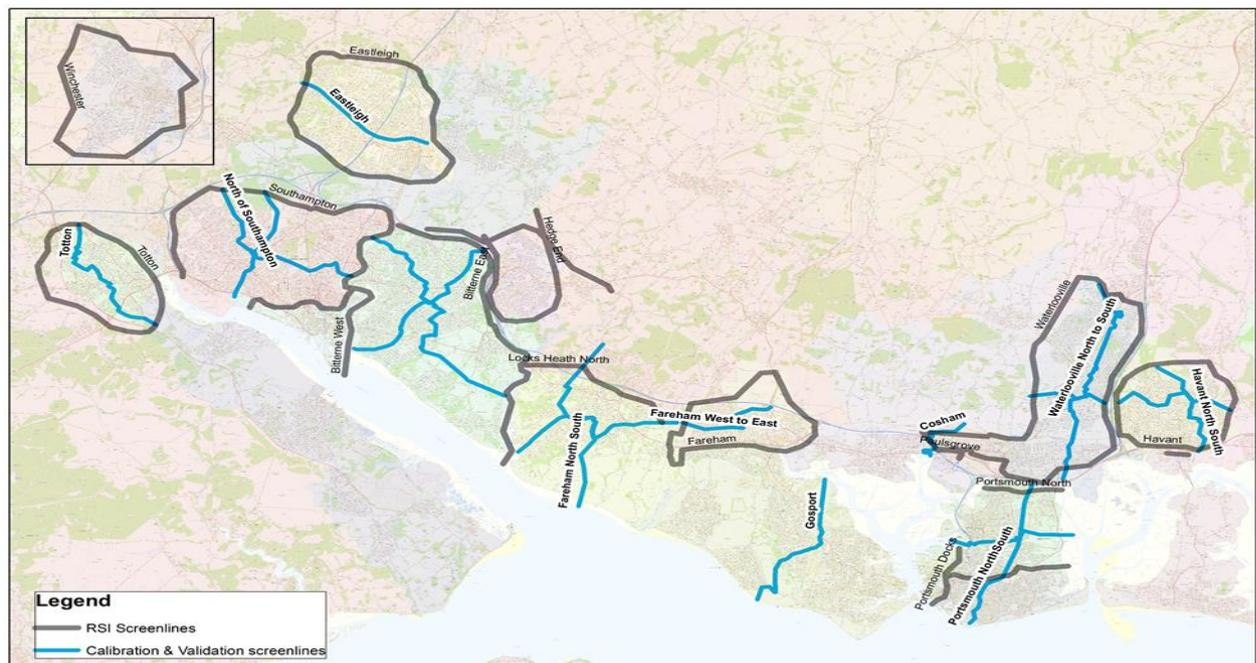 Winchester
Eastleigh
Eastleigh
North of Southampton
Southampton
Totton
Totton
Hedge End
Bitterne East
Bitterne West
Locks Heath North
Fareham West to East
Fareham
Fareham North South
Gosport
Waterlooville
Waterlooville North to South
Cosham
Paulsgrove
Havant North South
Havant
Portsmouth North
Portsmouth Docks
Portsmouth NorthSouth
Legend
RSI Screenlines
Calibration & Validation screenlines